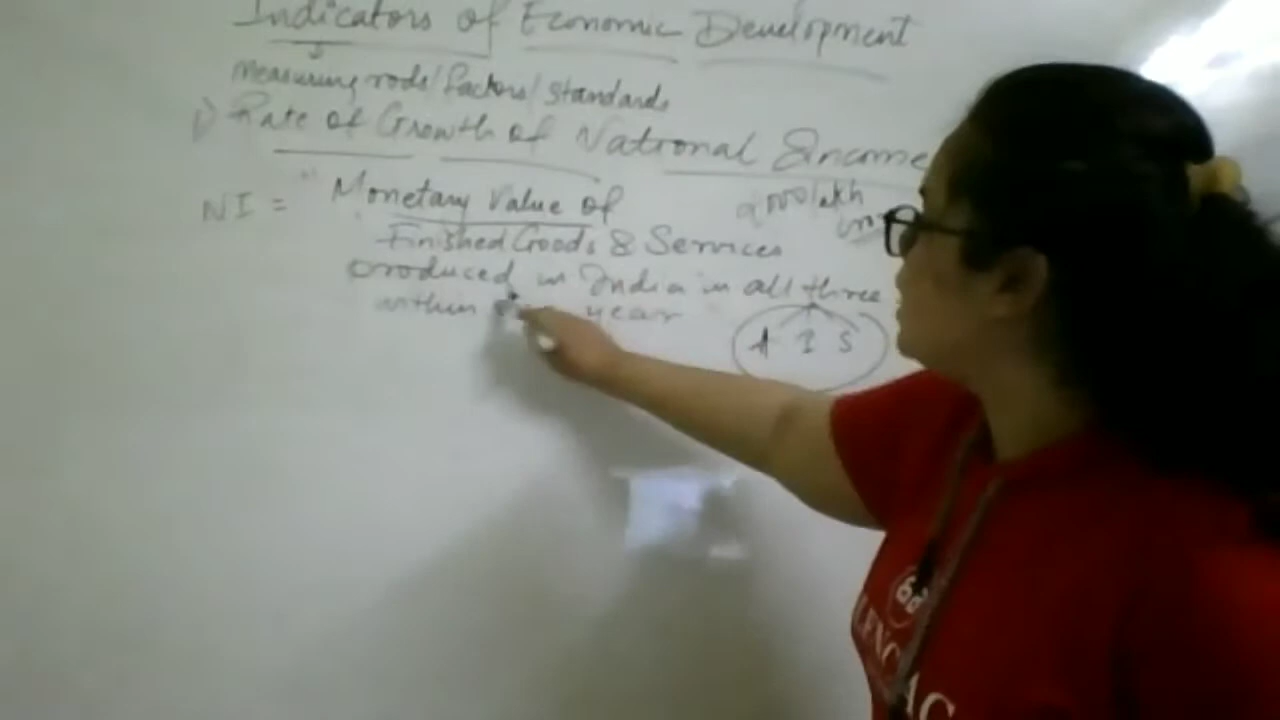 Indicators of Economic Development
measuring rods/factors/standards
1) Rate of Growth of National Income
NI = "Monetary Value of
Finished Goods & Services
produced in India in all three
within year
A I S